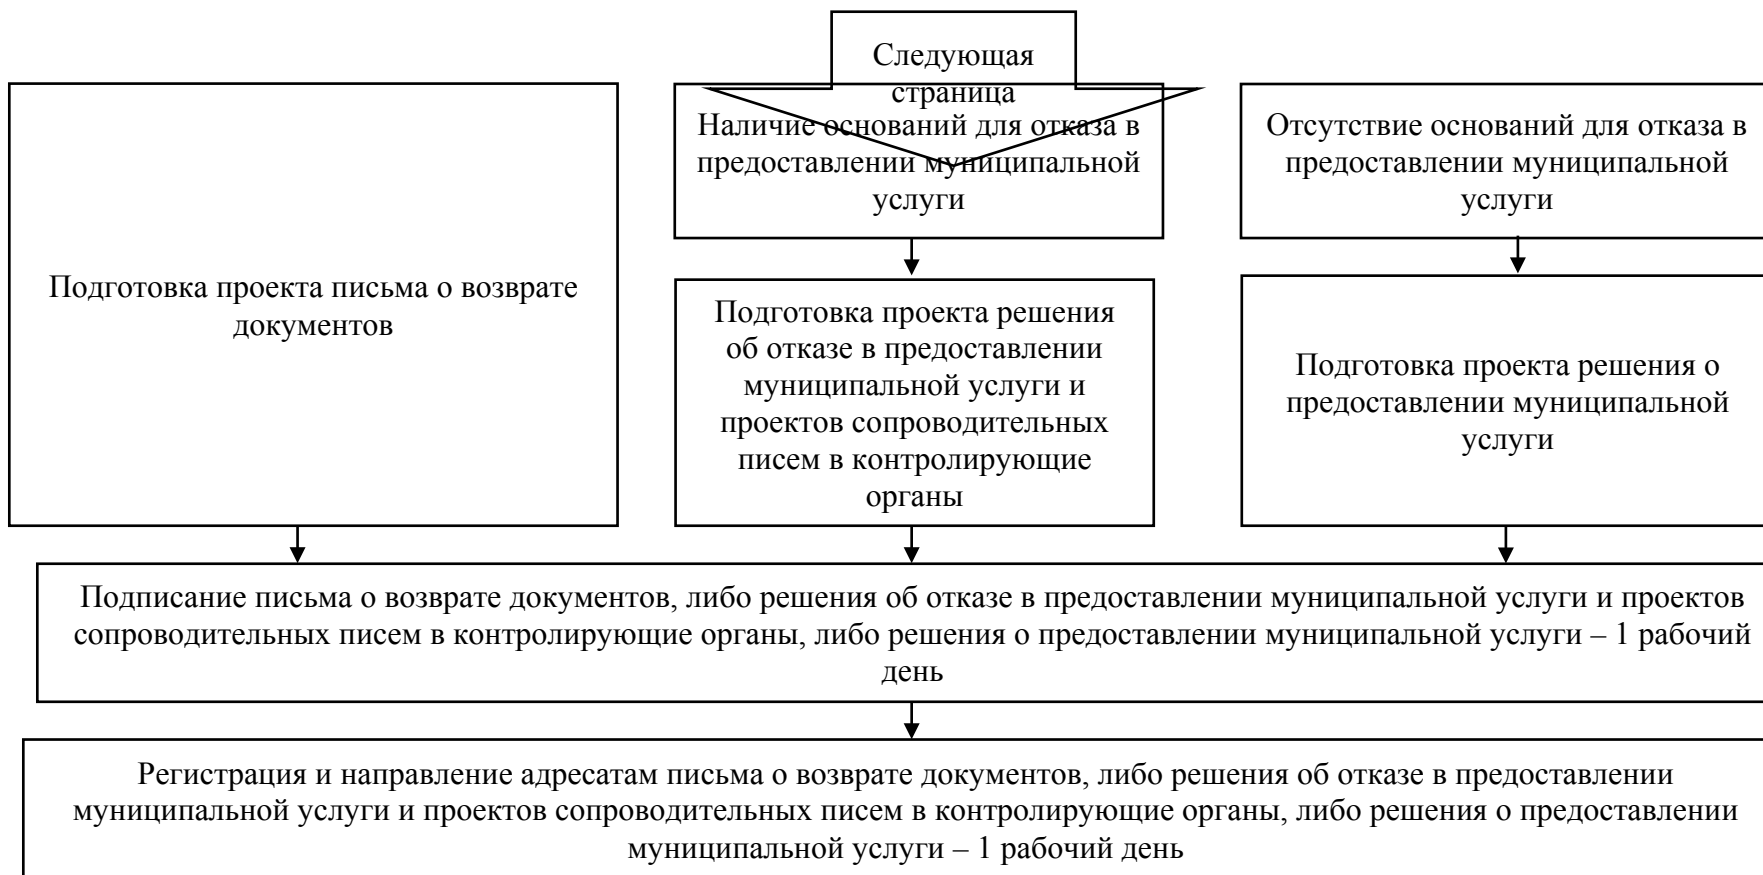 Следующая
страница
Наличие оснований для отказа в
предоставлении муниципальной
услуги
Отсутствие оснований для отказа в
предоставлении муниципальной
услуги
Подготовка проекта письма о возврате
документов
Подготовка проекта решения
об отказе в предоставлении
муниципальной услуги и
проектов сопроводительных
писем в контролирующие
органы
Подготовка проекта решения о
предоставлении муниципальной
услуги
Подписание письма о возврате документов, либо решения об отказе в предоставлении муниципальной услуги и проектов
сопроводительных писем в контролирующие органы, либо решения о предоставлении муниципальной услуги – 1 рабочий
день
Регистрация и направление адресатам письма о возврате документов, либо решения об отказе в предоставлении
муниципальной услуги и проектов сопроводительных писем в контролирующие органы, либо решения о предоставлении
муниципальной услуги – 1 рабочий день